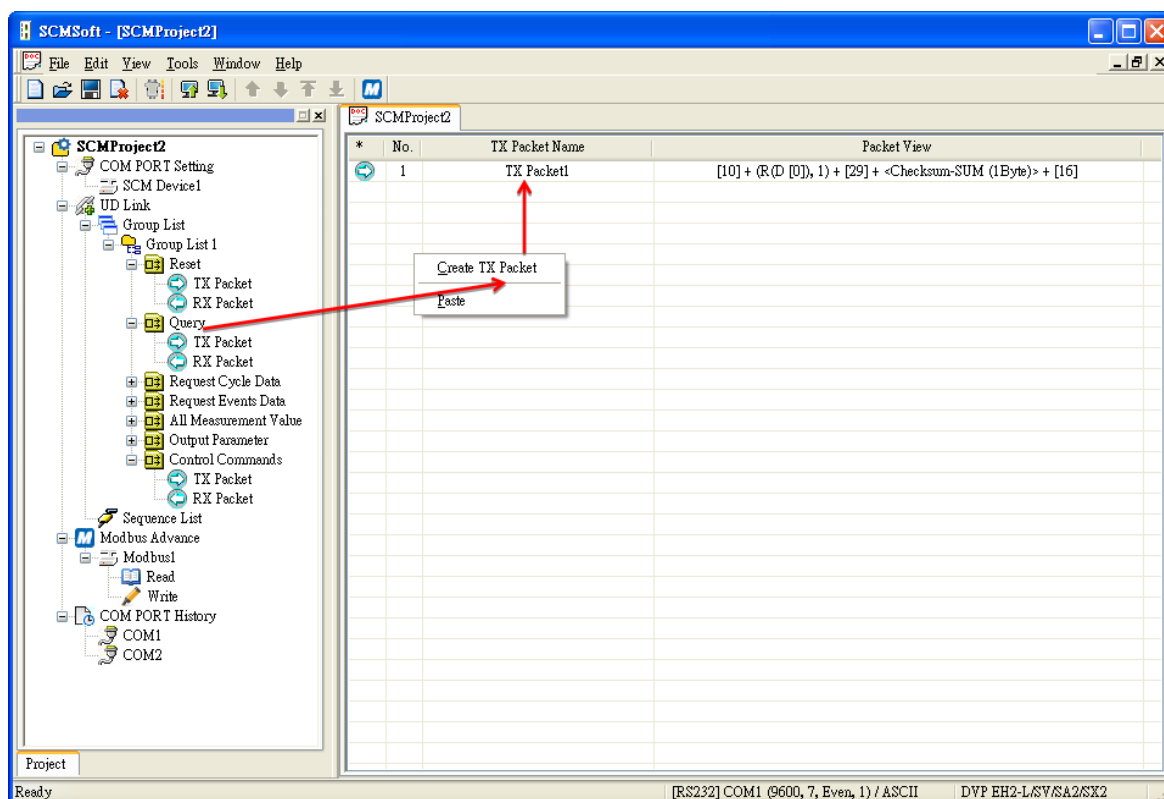 SCMSoft - [SCMProject2]
File Edit View Tools Window Help
SCMProject2
COM PORT Setting
SCM Device1
UD Link
Group List
Group List 1
Reset
TX Packet
RX Packet
Query
TX Packet
RX Packet
Request Cycle Data
Request Events Data
All Measurement Value
Output Parameter
Control Commands
TX Packet
RX Packet
Sequence List
Modbus Advance
Modbus1
Read
Write
COM PORT History
COM1
COM2
Project
SCMProject2
* No. TX Packet Name Packet View
1 TX Packet1 [10] + (R(D [0]), 1) + [29] + <Checksum-SUM (1Byte)> + [16]
Create TX Packet
Paste
Ready [RS232] COM1 (9600, 7, Even, 1) / ASCII DVP EH2-L/SV/SA2/SX2